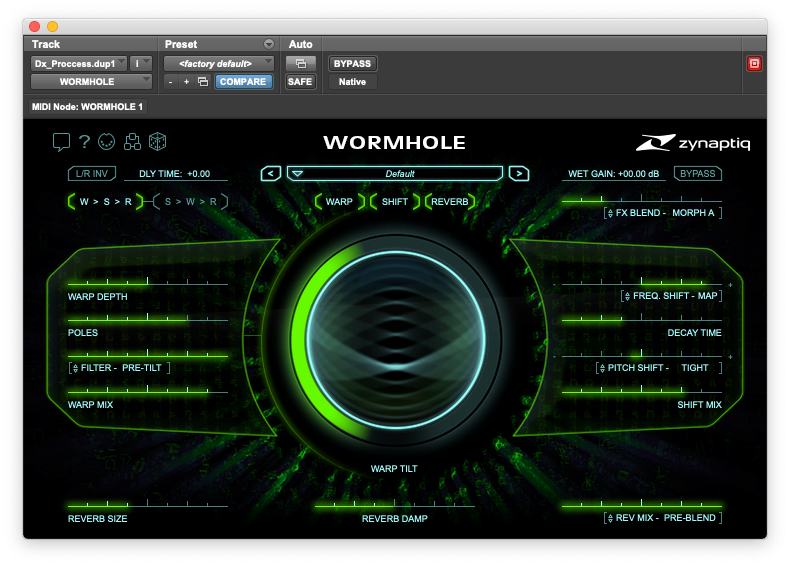 Track Preset Auto
Dx_Proccess.dup1 I <factory default> BYPASS
WORMHOLE - + COMPARE SAFE Native
MIDI Node: WORMHOLE 1
? WORMHOLE zynaptiq
L/R INV DLY TIME: +0.00 < Default > WET GAIN: +00.00 dB BYPASS
W > S > R S > W > R WARP SHIFT REVERB
FX BLEND - MORPH A
- +
WARP DEPTH FREQ. SHIFT - MAP
POLES DECAY TIME
- +
FILTER - PRE-TILT PITCH SHIFT - TIGHT
WARP MIX SHIFT MIX
WARP TILT
REVERB SIZE REVERB DAMP REV MIX - PRE-BLEND